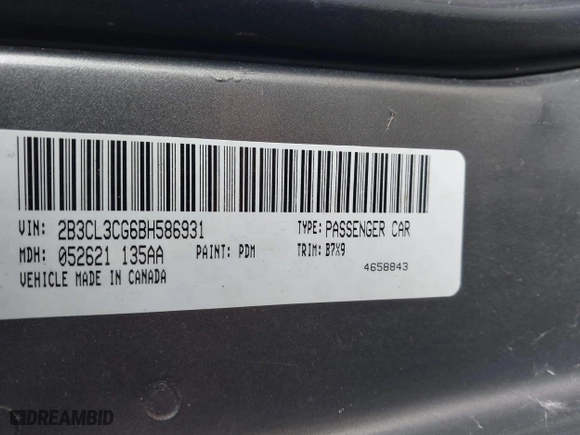 VIN: 2B3CL3CG6BH586931 TYPE: PASSENGER CAR
MDH: 052621 135AA PAINT: PDM TRIM: B7X9
VEHICLE MADE IN CANADA 4658843
DREAMBID